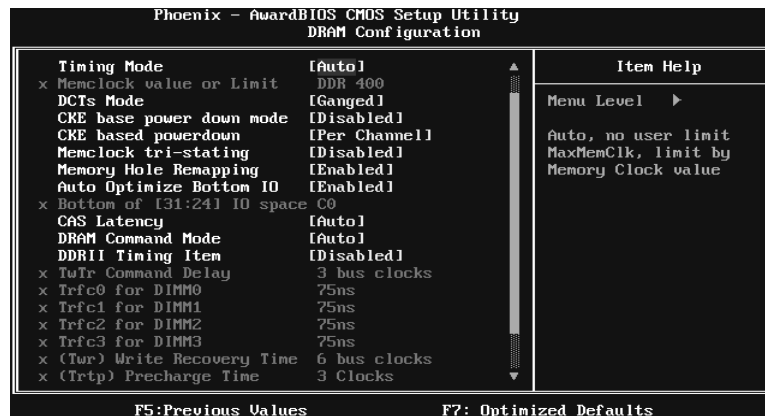 Phoenix - AwardBIOS CMOS Setup Utility
DRAM Configuration
Timing Mode [Auto]
x Memclock value or Limit DDR 400
DCTs Mode [Ganged]
CKE base power down mode [Disabled]
CKE based powerdown [Per Channel]
Memclock tri-stating [Disabled]
Memory Hole Remapping [Enabled]
Auto Optimize Bottom IO [Enabled]
x Bottom of [31:24] IO space C0
CAS Latency [Auto]
DRAM Command Mode [Auto]
DDRII Timing Item [Disabled]
x TwTr Command Delay 3 bus clocks
x Trfc0 for DIMM0 75ns
x Trfc1 for DIMM1 75ns
x Trfc2 for DIMM2 75ns
x Trfc3 for DIMM3 75ns
x (Twr) Write Recovery Time 6 bus clocks
x (Trtp) Precharge Time 3 Clocks
Item Help
Menu Level
Auto, no user limit
MaxMemClk, limit by
Memory Clock value
F5:Previous Values F7: Optimized Defaults